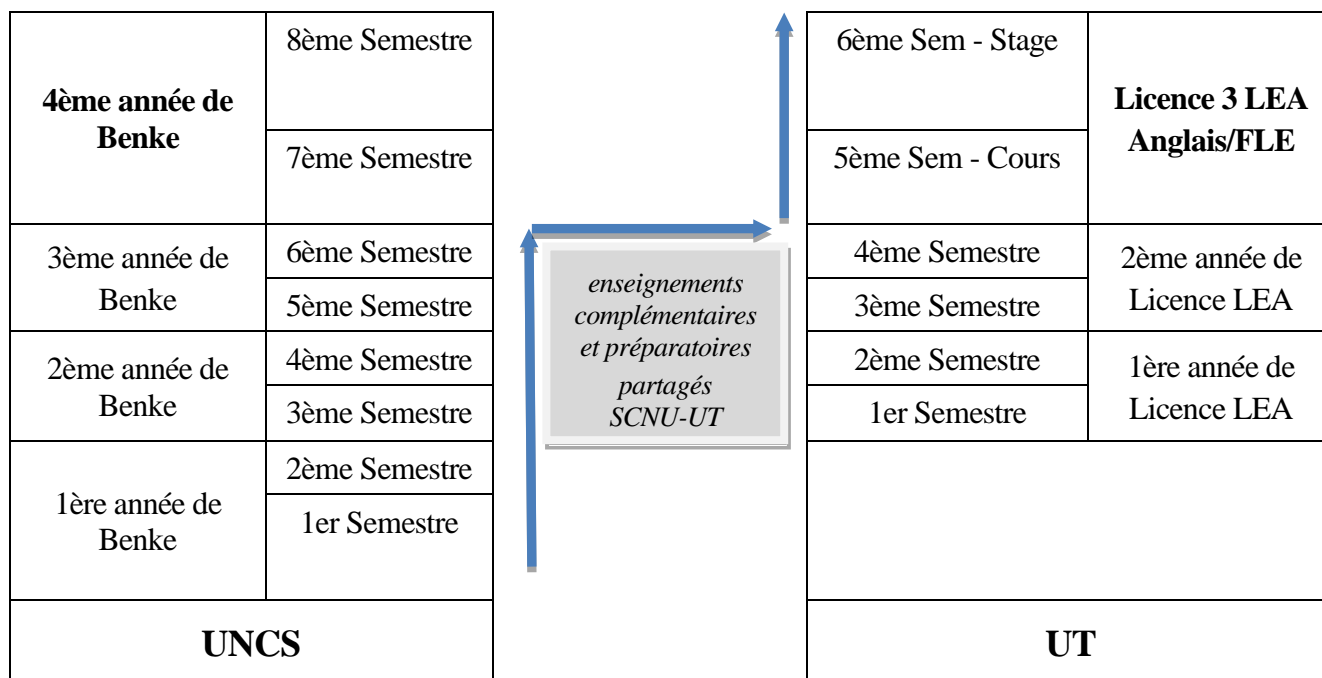 8ème Semestre
4ème année de
Benke
7ème Semestre
3ème année de
Benke
6ème Semestre
5ème Semestre
2ème année de
Benke
4ème Semestre
3ème Semestre
1ère année de
Benke
2ème Semestre
1er Semestre
UNCS
enseignements
complémentaires
et préparatoires
partagés
SCNU-UT
6ème Sem - Stage
5ème Sem - Cours
Licence 3 LEA
Anglais/FLE
4ème Semestre
3ème Semestre
2ème année de
Licence LEA
2ème Semestre
1er Semestre
1ère année de
Licence LEA
UT